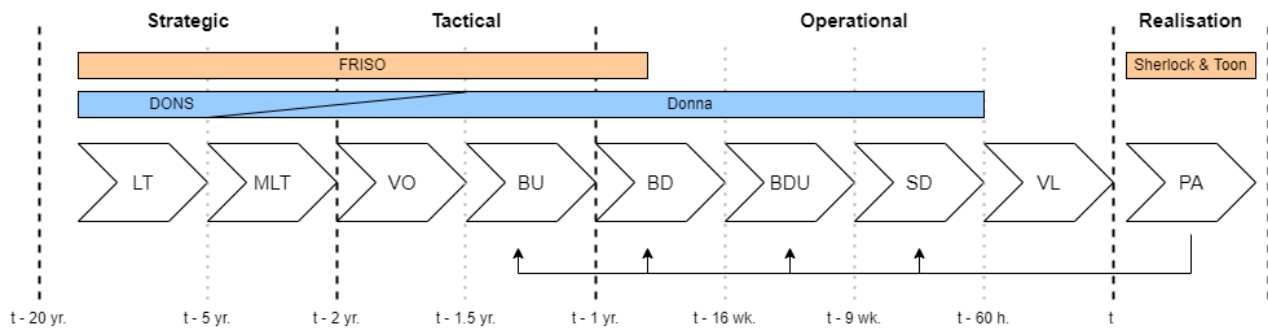 Strategic
Tactical
Operational
Realisation
FRISO
Sherlock & Toon
DONS
Donna
LT
MLT
VO
BU
BD
BDU
SD
VL
PA
t - 20 yr.
t - 5 yr.
t - 2 yr.
t - 1.5 yr.
t - 1 yr.
t - 16 wk.
t - 9 wk.
t - 60 h.
t